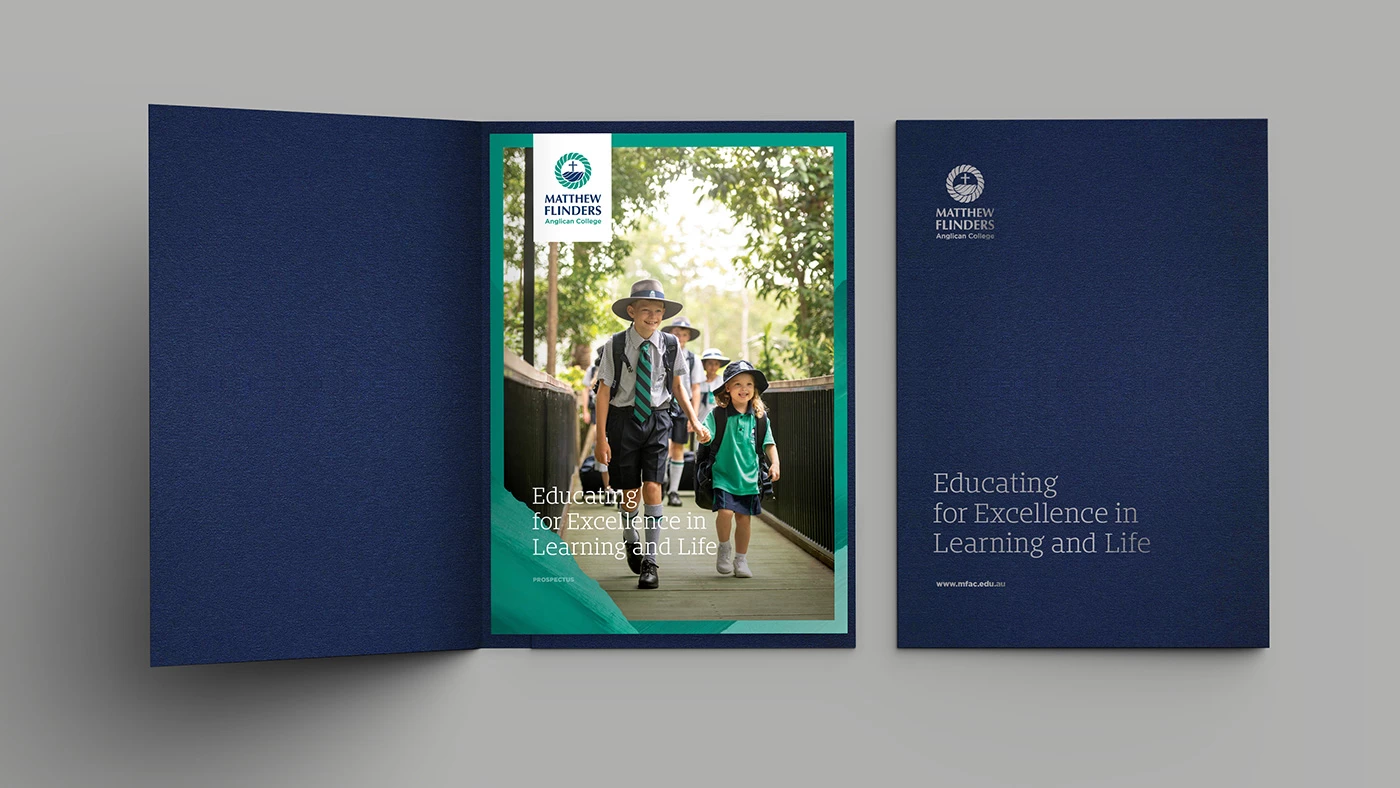 MATTHEW
FLINDERS
Anglican College
Educating
for Excellence in
Learning and Life
PROSPECTUS
MATTHEW
FLINDERS
Anglican College
Educating
for Excellence in
Learning and Life
www.mfac.edu.au